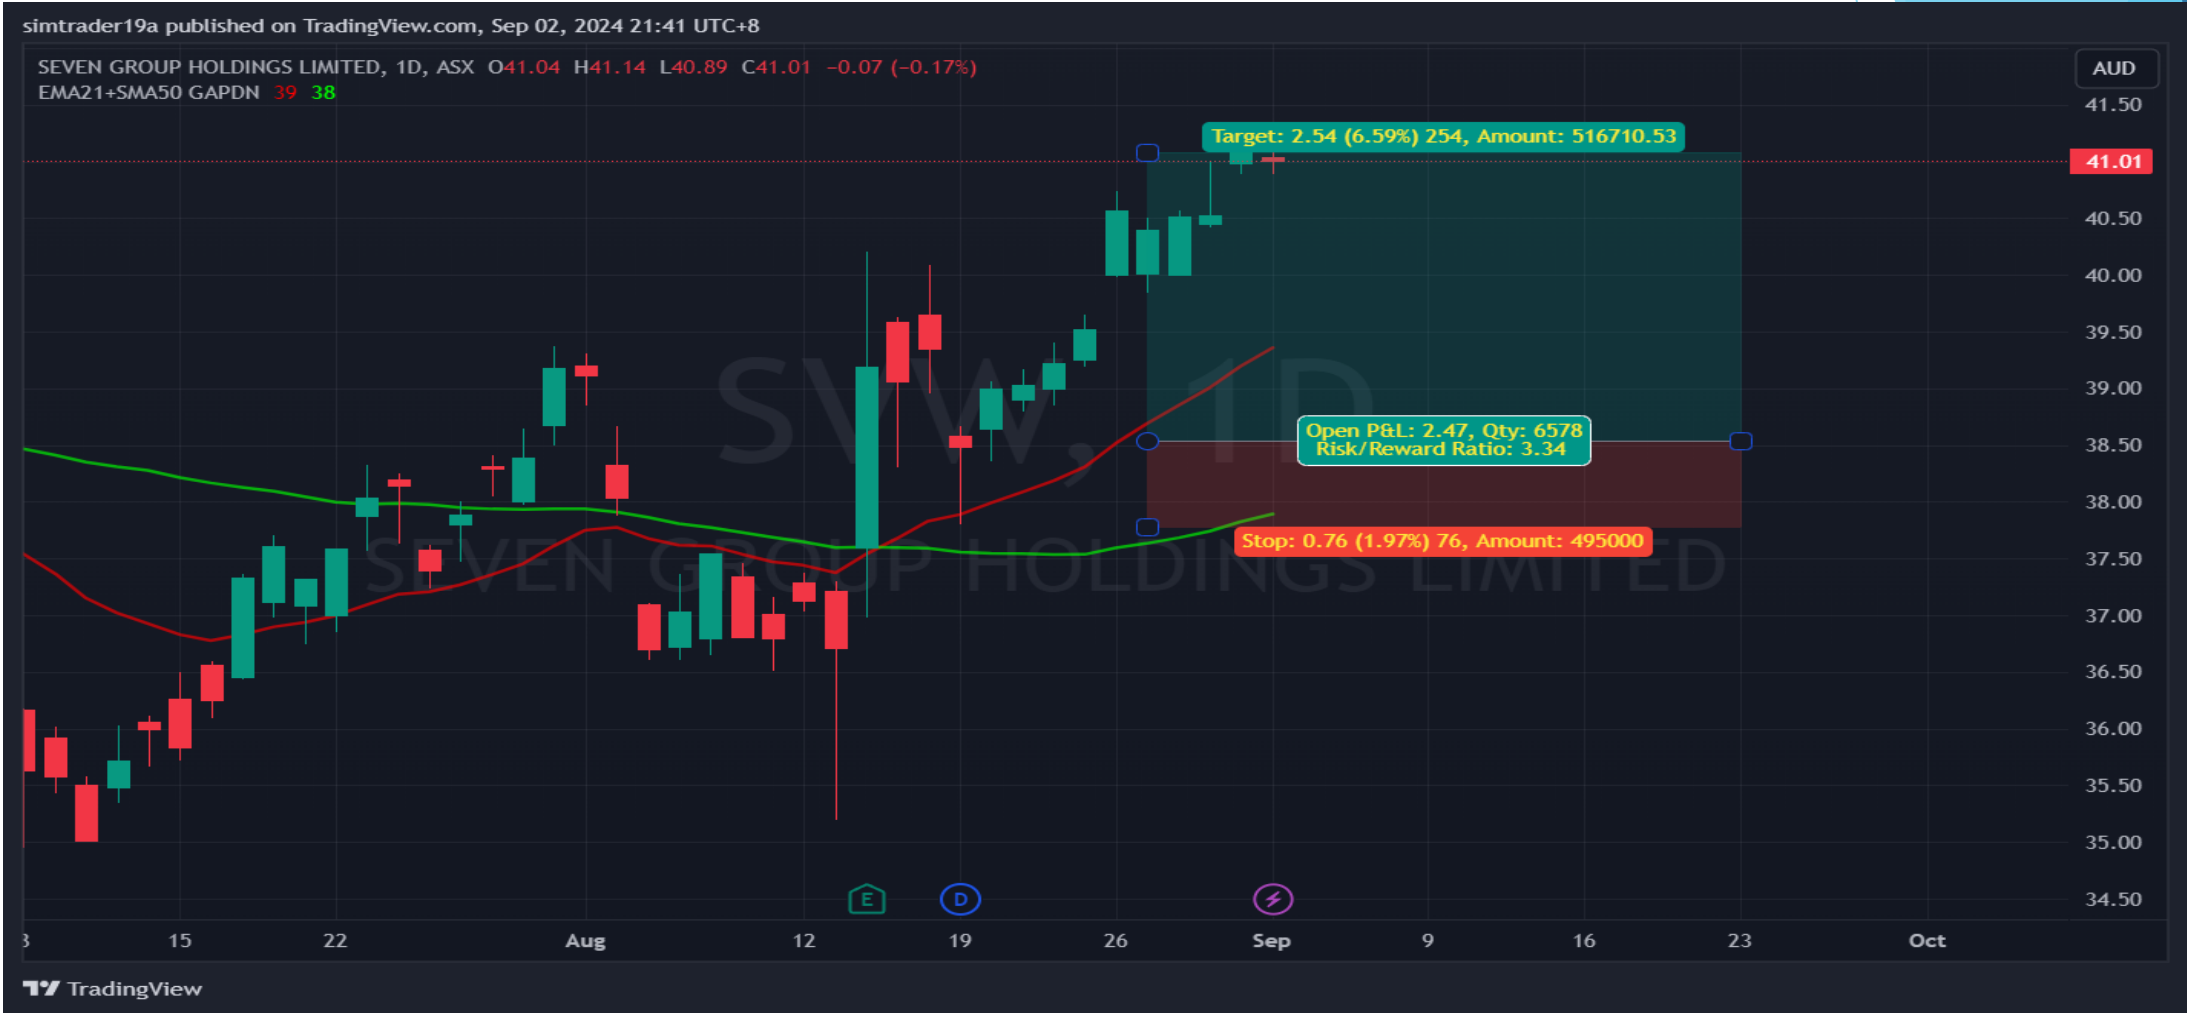 simtrader19a published on TradingView.com, Sep 02, 2024 21:41 UTC+8
SEVEN GROUP HOLDINGS LIMITED, 1D, ASX O41.04 H41.14 L40.89 C41.01 −0.07 (−0.17%)
EMA21+SMA50 GAPDN 39 38
AUD
41.50
Target: 2.54 (6.59%) 254, Amount: 516710.53
41.01
40.50
40.00
39.50
SVW, 1D
39.00
Open P&L: 2.47, Qty: 6578
Risk/Reward Ratio: 3.34
38.50
38.00
Stop: 0.76 (1.97%) 76, Amount: 495000
37.50
SEVEN GROUP HOLDINGS LIMITED
37.00
36.50
36.00
35.50
35.00
34.50
E D
15 22 Aug 12 19 26 Sep 9 16 23 Oct
TradingView